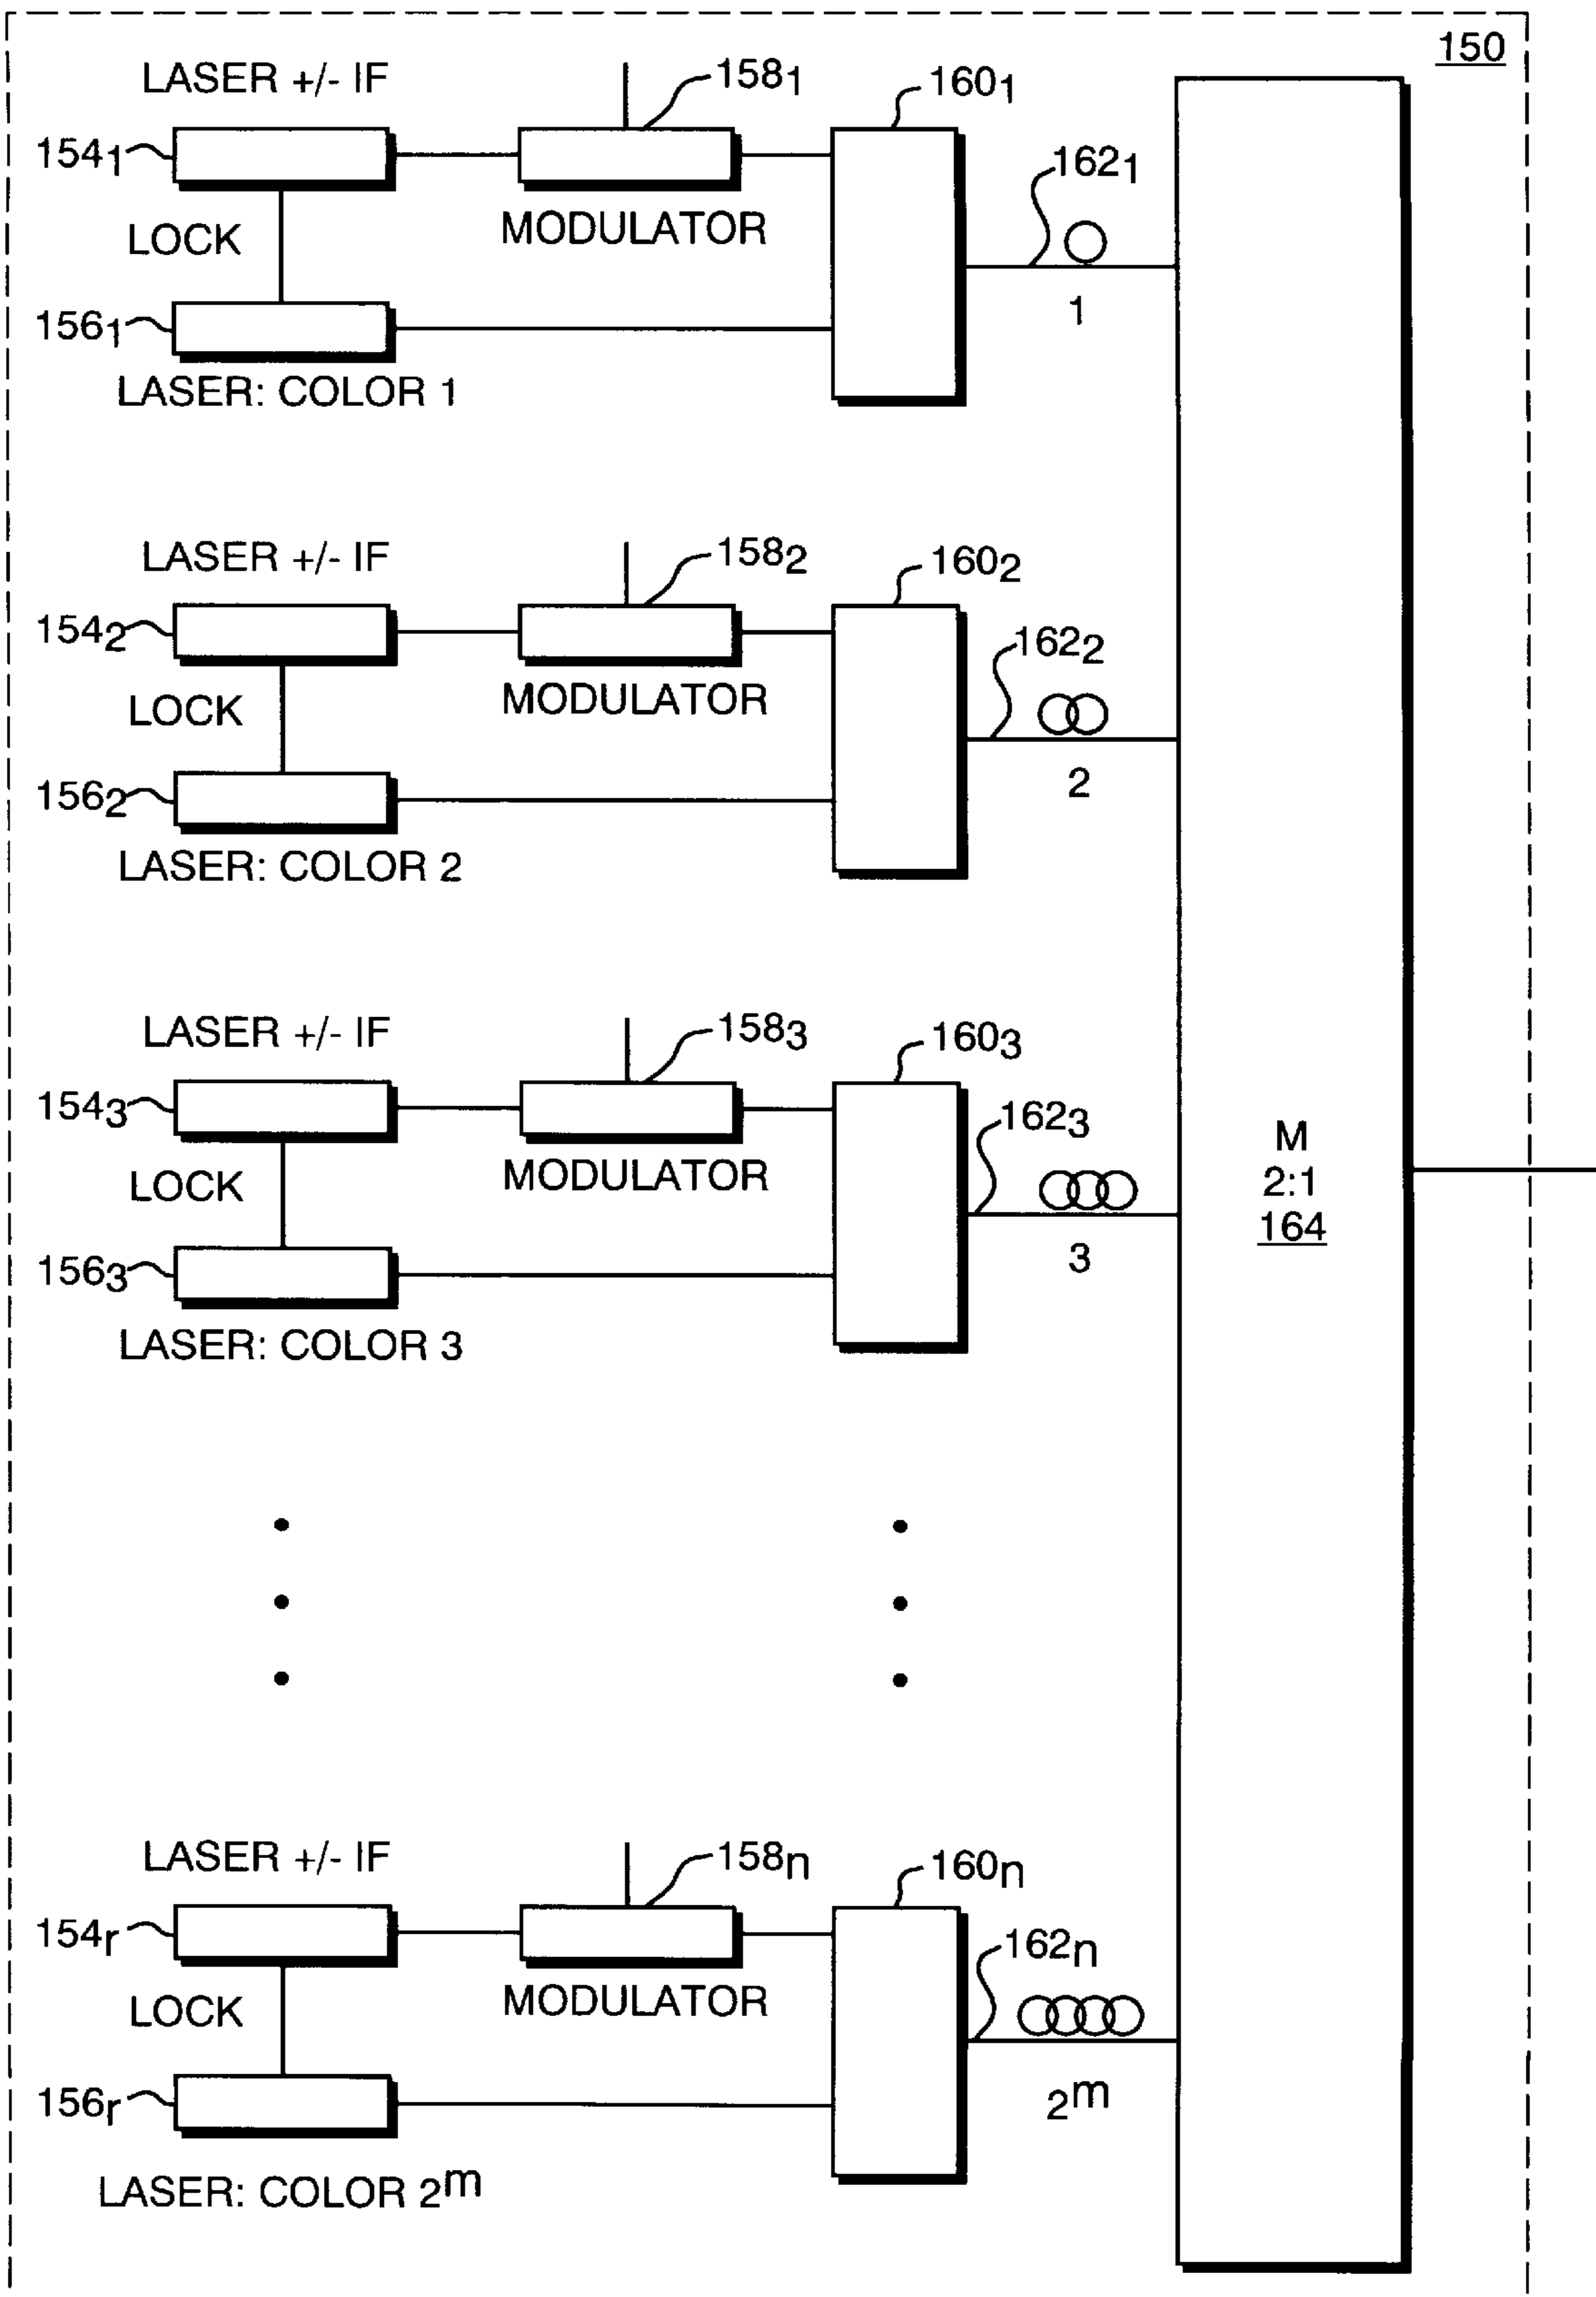 150
LASER +/- IF
158₁
160₁
154₁
162₁
LOCK
MODULATOR
1
156₁
LASER: COLOR 1
LASER +/- IF
158₂
160₂
154₂
162₂
LOCK
MODULATOR
2
156₂
LASER: COLOR 2
LASER +/- IF
158₃
160₃
154₃
162₃
LOCK
MODULATOR
M
2:1
164
3
156₃
LASER: COLOR 3
LASER +/- IF
158ₙ
160ₙ
154ᵣ
162ₙ
LOCK
MODULATOR
2ᵐ
156ᵣ
LASER: COLOR 2ᵐ